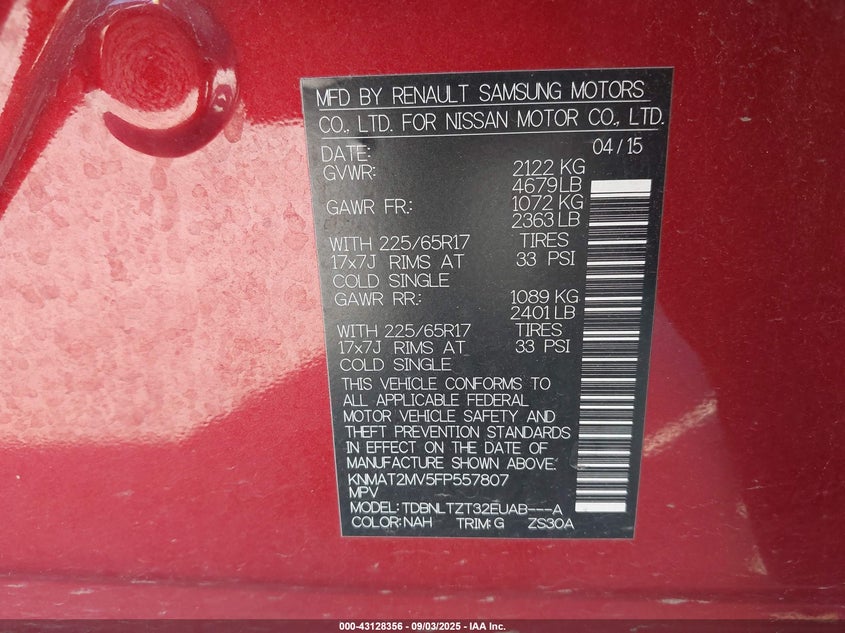 MFD BY RENAULT SAMSUNG MOTORS
CO., LTD. FOR NISSAN MOTOR CO., LTD.
DATE: 04/15
GVWR: 2122 KG
4679LB
GAWR FR: 1072 KG
2363 LB
WITH 225/65R17 TIRES
17x7J RIMS AT 33 PSI
COLD SINGLE
GAWR RR: 1089 KG
2401 LB
WITH 225/65R17 TIRES
17x7J RIMS AT 33 PSI
COLD SINGLE
THIS VEHICLE CONFORMS TO
ALL APPLICABLE FEDERAL
MOTOR VEHICLE SAFETY AND
THEFT PREVENTION STANDARDS
IN EFFECT ON THE DATE OF
MANUFACTURE SHOWN ABOVE:
KNMAT2MV5FP557807
MPV
MODEL: TDBNLTZT32EUAB---A
COLOR: NAH TRIM: G ZS30A
000-43128356 - 09/03/2025 - IAA Inc.